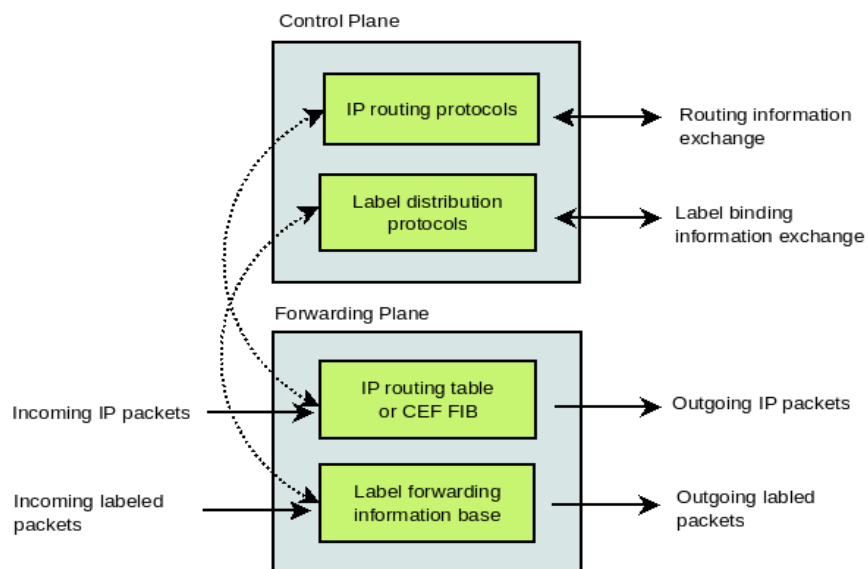 Control Plane
IP routing protocols
Routing information
exchange
Label distribution
protocols
Label binding
information exchange
Forwarding Plane
Incoming IP packets
IP routing table
or CEF FIB
Outgoing IP packets
Incoming labeled
packets
Label forwarding
information base
Outgoing labled
packets